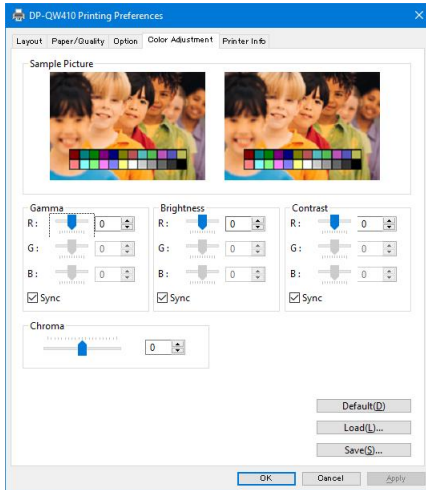 DP-QW410 Printing Preferences
Layout Paper/Quality Option Color Adjustment Printer Info
Sample Picture
Gamma Brightness Contrast
R: 0 R: 0 R: 0
G: 0 G: 0 G: 0
B: 0 B: 0 B: 0
Sync Sync Sync
Chroma
0
Default(D)
Load(L)...
Save(S)...
OK Cancel Apply